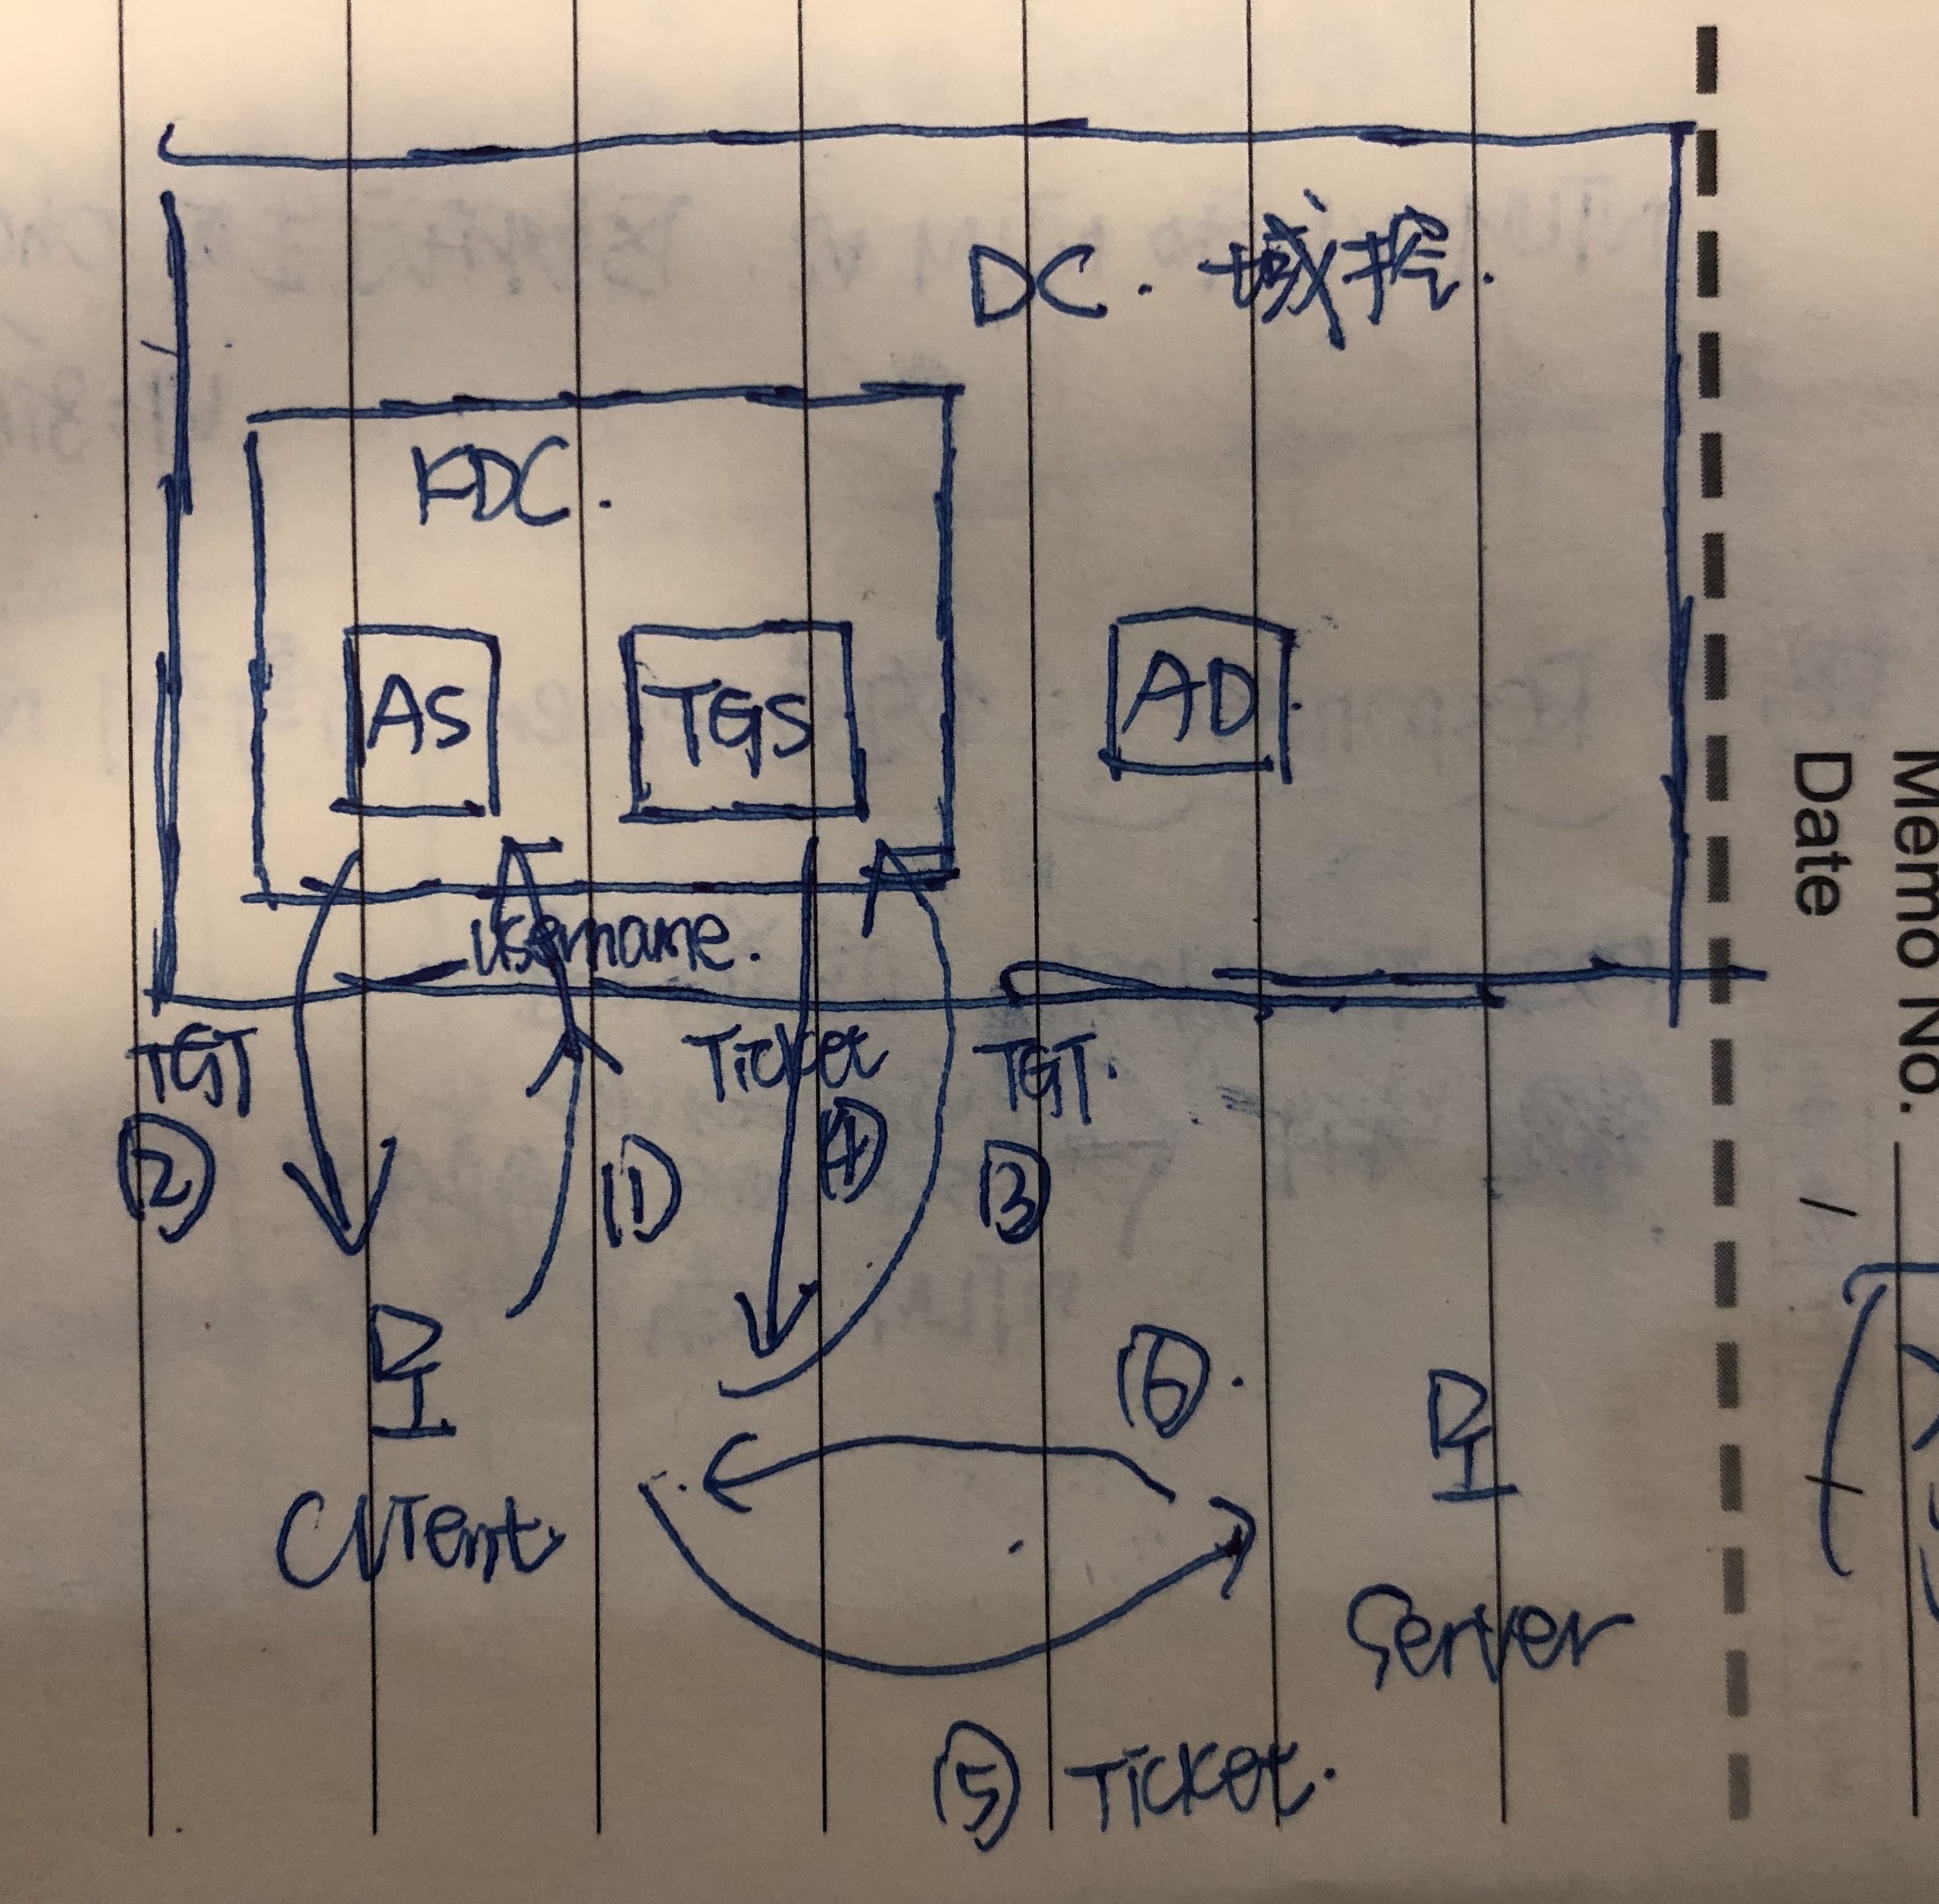 DC. 域控.
KDC.
AS
TGS
AD
username.
TGT
Ticket
TGT.
②
①
④
③
⑥.
Client
Server
⑤ Ticket.
Memo No.
Date
/